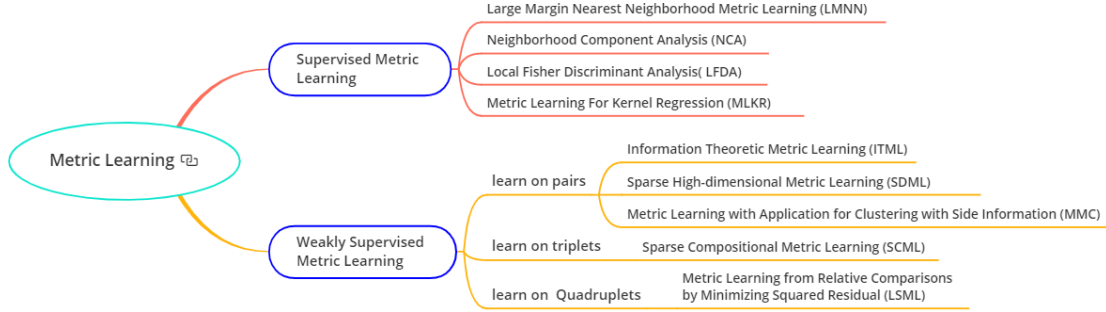 Metric Learning
Supervised Metric
Learning
Large Margin Nearest Neighborhood Metric Learning (LMNN)
Neighborhood Component Analysis (NCA)
Local Fisher Discriminant Analysis( LFDA)
Metric Learning For Kernel Regression (MLKR)
Weakly Supervised
Metric Learning
learn on pairs
Information Theoretic Metric Learning (ITML)
Sparse High-dimensional Metric Learning (SDML)
Metric Learning with Application for Clustering with Side Information (MMC)
learn on triplets
Sparse Compositional Metric Learning (SCML)
learn on  Quadruplets
Metric Learning from Relative Comparisons
by Minimizing Squared Residual (LSML)